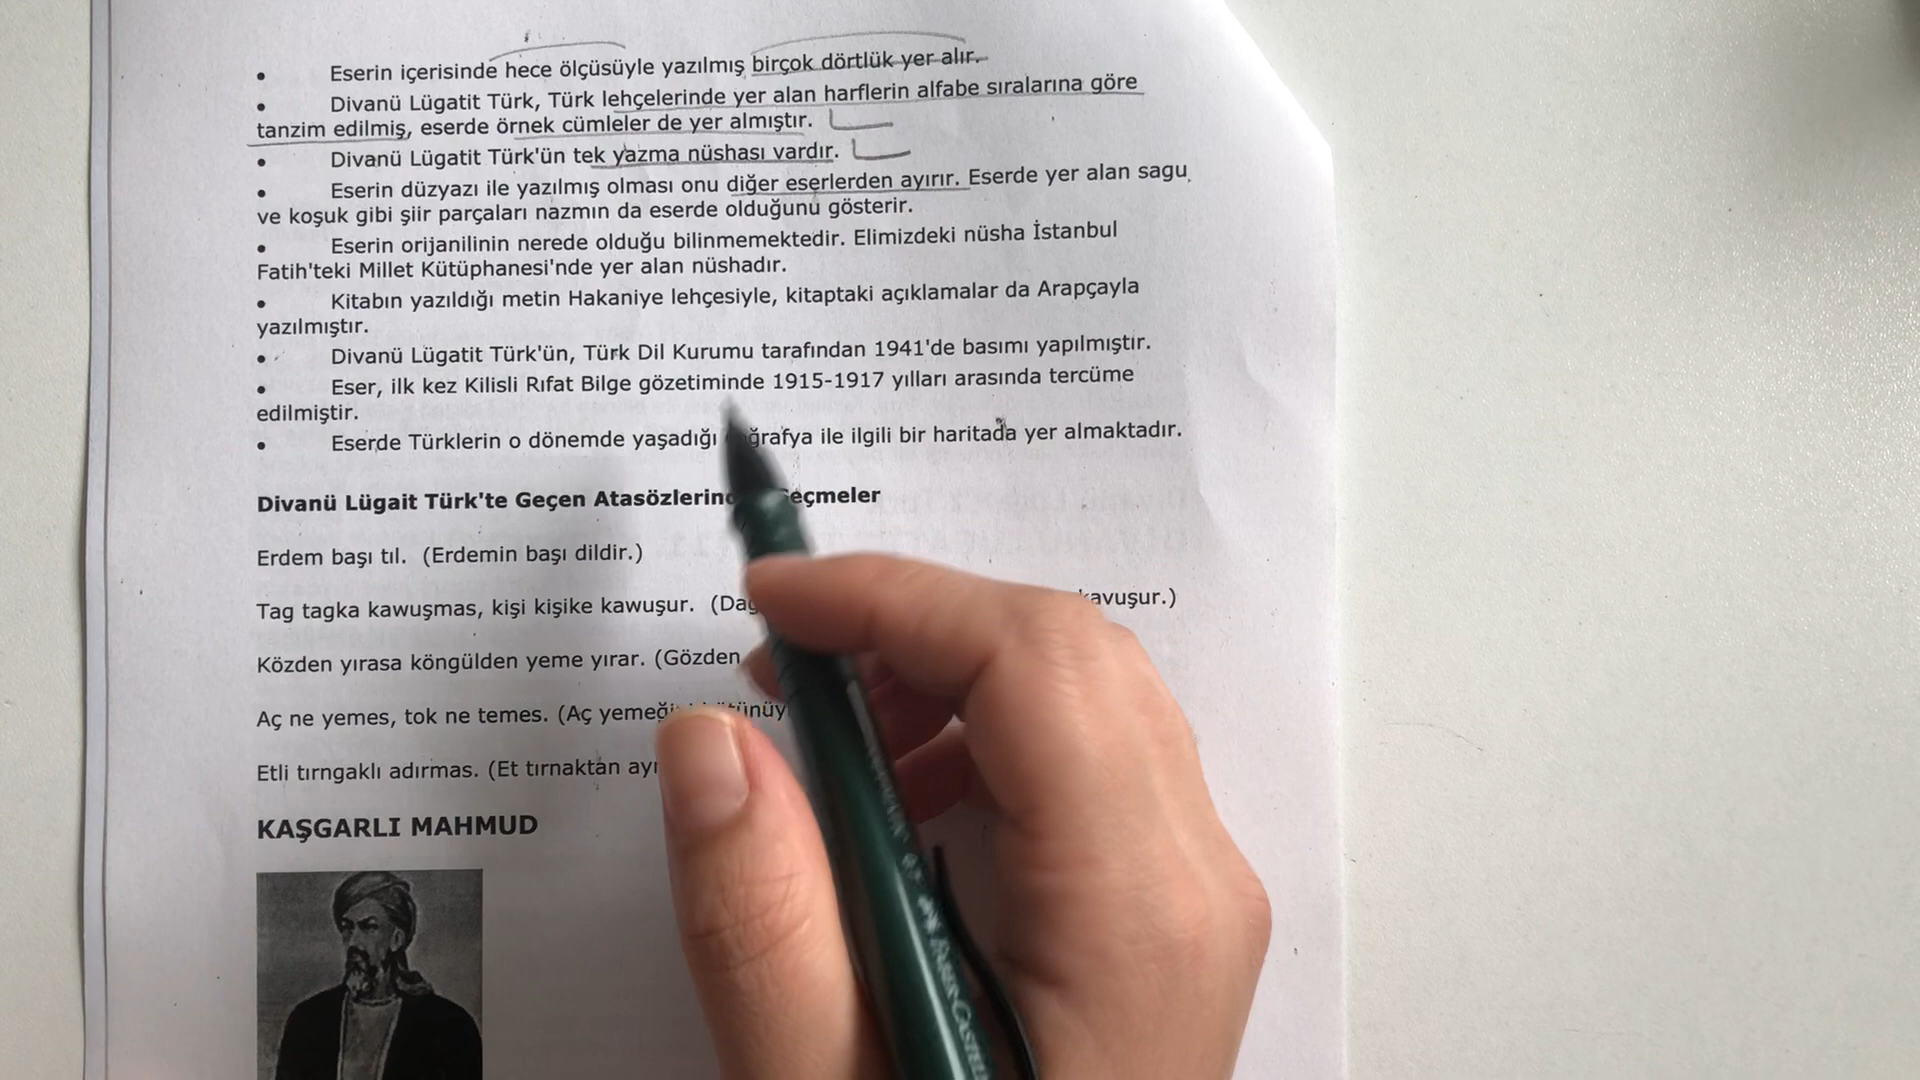 • Eserin içerisinde hece ölçüsüyle yazılmış birçok dörtlük yer alır.
• Divanü Lügatit Türk, Türk lehçelerinde yer alan harflerin alfabe sıralarına göre
tanzim edilmiş, eserde örnek cümleler de yer almıştır.
• Divanü Lügatit Türk'ün tek yazma nüshası vardır.
• Eserin düzyazı ile yazılmış olması onu diğer eserlerden ayırır. Eserde yer alan sagu
ve koşuk gibi şiir parçaları nazmın da eserde olduğunu gösterir.
• Eserin orijanilinin nerede olduğu bilinmemektedir. Elimizdeki nüsha İstanbul
Fatih'teki Millet Kütüphanesi'nde yer alan nüshadır.
• Kitabın yazıldığı metin Hakaniye lehçesiyle, kitaptaki açıklamalar da Arapçayla
yazılmıştır.
• Divanü Lügatit Türk'ün, Türk Dil Kurumu tarafından 1941'de basımı yapılmıştır.
• Eser, ilk kez Kilisli Rıfat Bilge gözetiminde 1915-1917 yılları arasında tercüme
edilmiştir.
• Eserde Türklerin o dönemde yaşadığı ile ilgili bir haritada yer almaktadır.
Divanü Lügait Türk'te Geçen Seçmeler
Erdem başı tıl. (Erdemin başı dildir.)
Tag tagka kawuşmas, kişi kişike kawuşur.
Közden yırasa köngülden yeme yırar. (Gözden
Aç ne yemes, tok ne temes. (Aç
Etli tırngaklı adırmas. (Et tırnaktan
KAŞGARLI MAHMUD
FABER-CASTELL